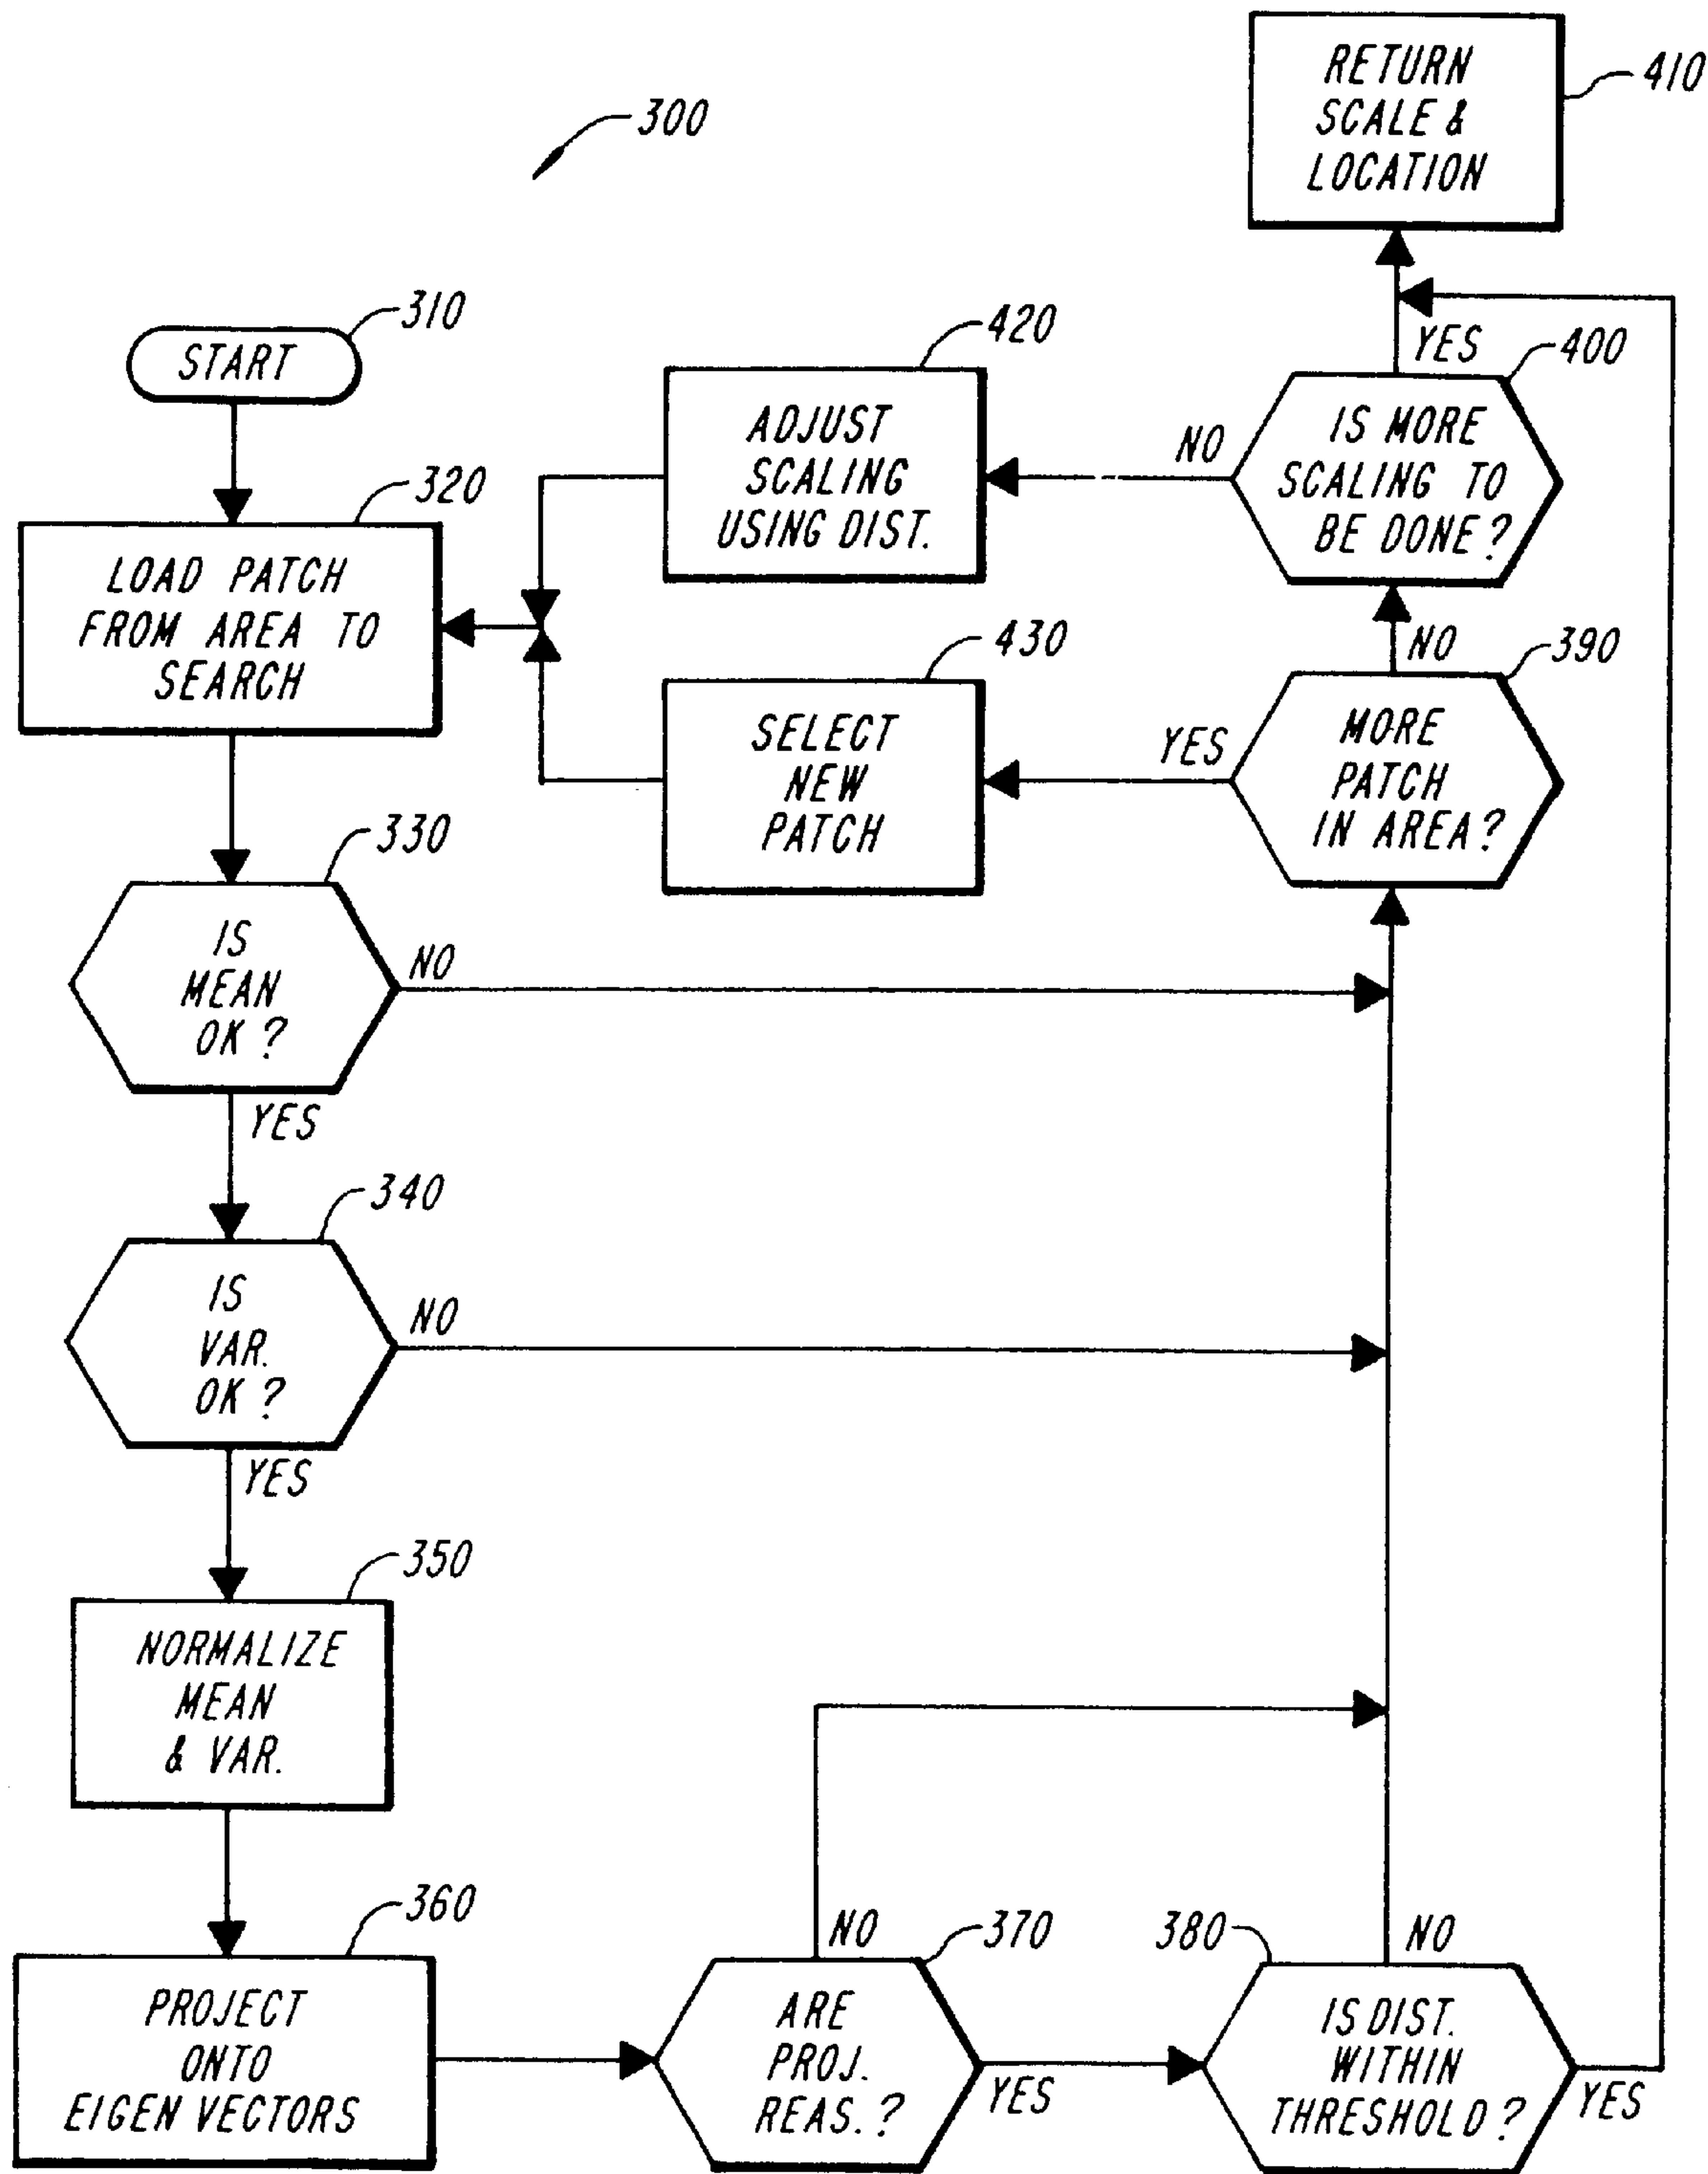 300
310
START
320
LOAD PATCH
FROM AREA TO
SEARCH
330
IS
MEAN
OK?
NO
YES
340
IS
VAR.
OK?
NO
YES
350
NORMALIZE
MEAN
& VAR.
360
PROJECT
ONTO
EIGEN VECTORS
370
ARE
PROJ.
REAS.?
NO
YES
380
IS DIST.
WITHIN
THRESHOLD?
NO
YES
390
MORE
PATCH
IN AREA?
YES
NO
430
SELECT
NEW
PATCH
400
IS MORE
SCALING TO
BE DONE?
NO
YES
420
ADJUST
SCALING
USING DIST.
410
RETURN
SCALE &
LOCATION